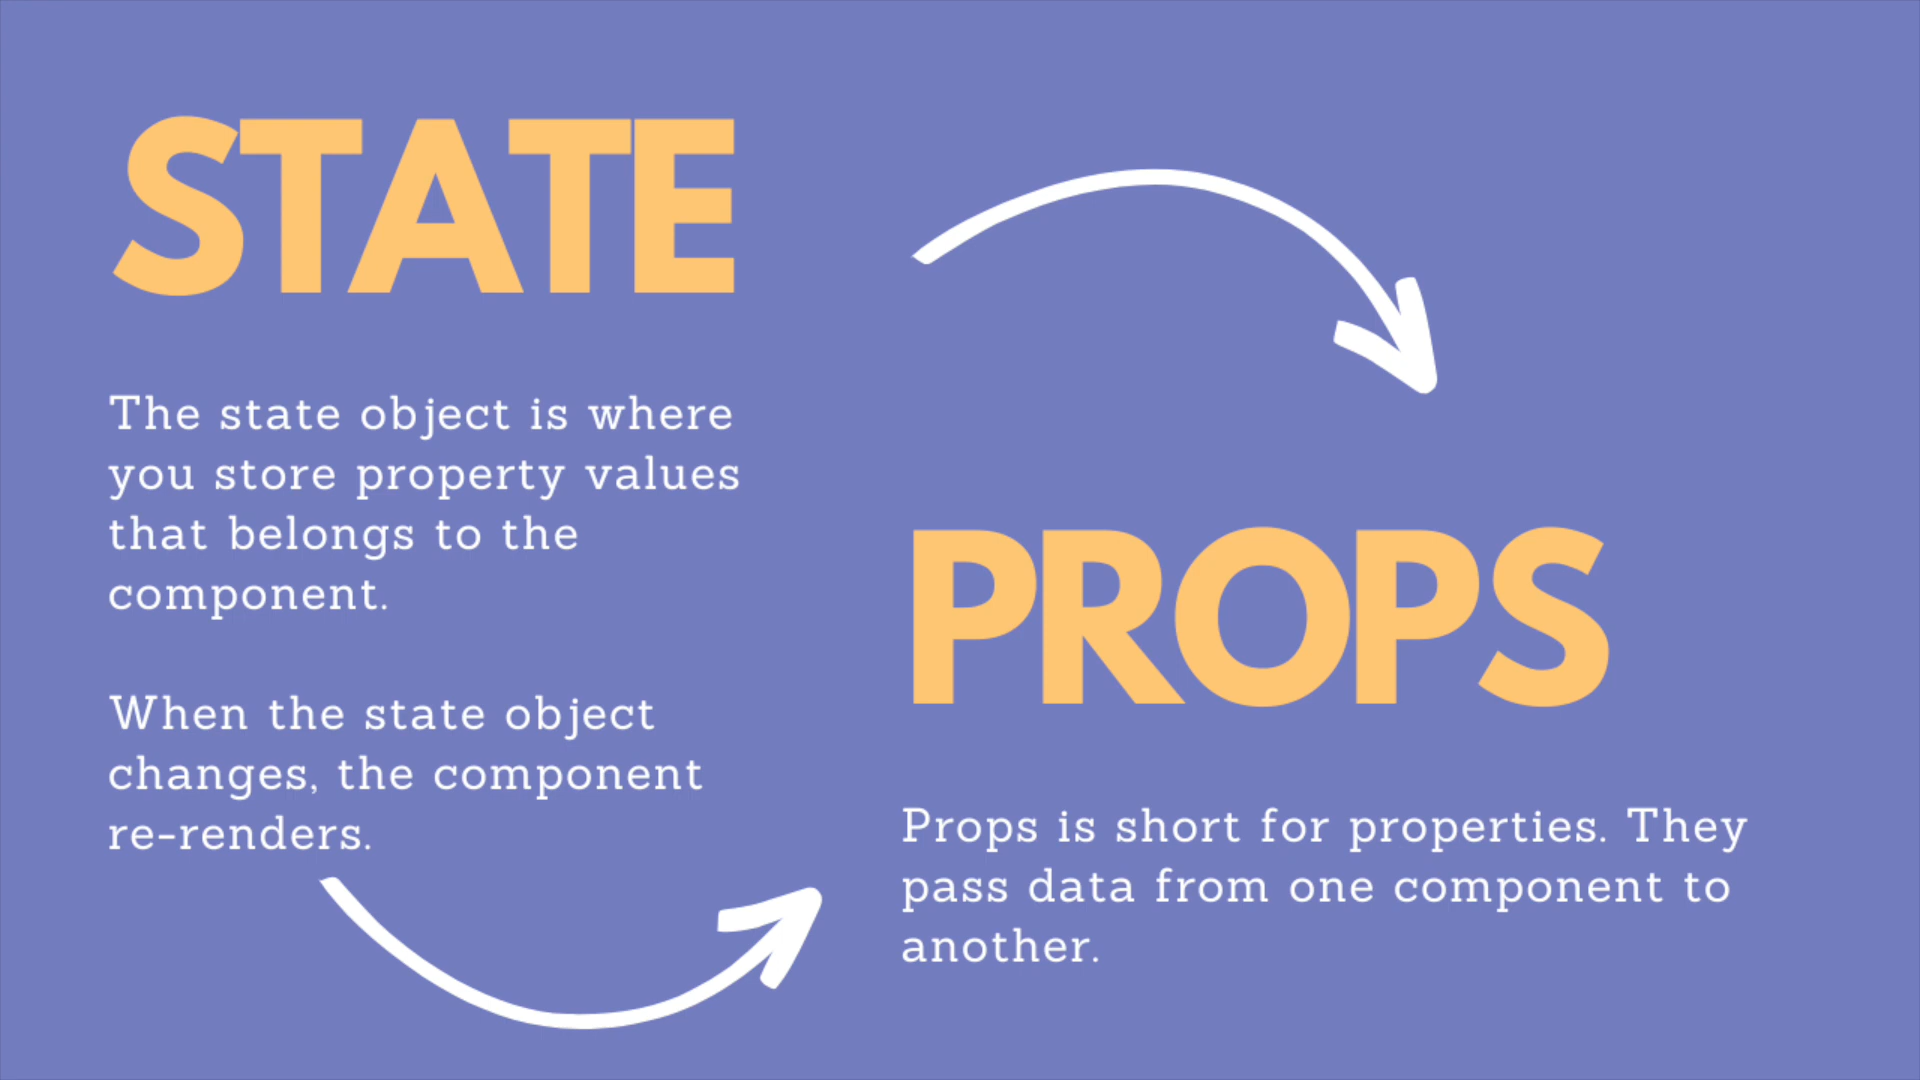 STATE
The state object is where
you store property values
that belongs to the
component.
When the state object
changes, the component
re-renders.
PROPS
Props is short for properties. They
pass data from one component to
another.